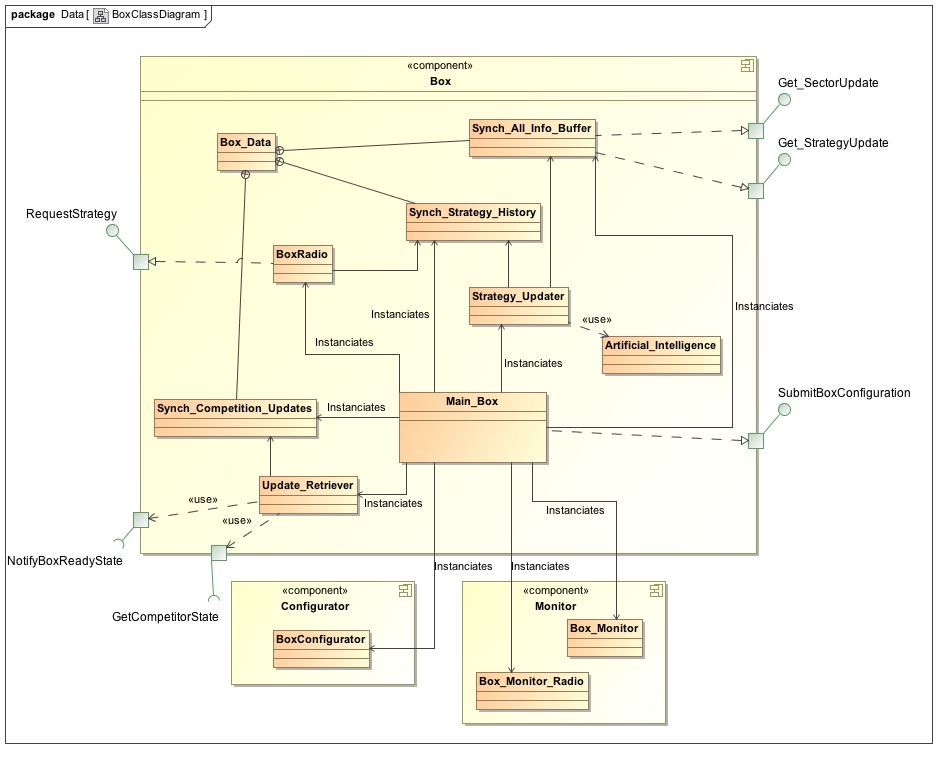 package Data[ BoxClassDiagram ]
«component»
Box
Get_SectorUpdate
Synch_All_Info_Buffer
Box_Data
Get_StrategyUpdate
RequestStrategy
Synch_Strategy_History
BoxRadio
Strategy_Updater
Instanciates
Instanciates
«use»
Instanciates
Artificial_Intelligence
Instanciates
SubmitBoxConfiguration
Main_Box
Synch_Competition_Updates
Instanciates
Update_Retriever
«use»
Instanciates
Instanciates
«use»
NotifyBoxReadyState
Instanciates
Instanciates
«component»
Configurator
«component»
Monitor
GetCompetitorState
BoxConfigurator
Box_Monitor
Box_Monitor_Radio